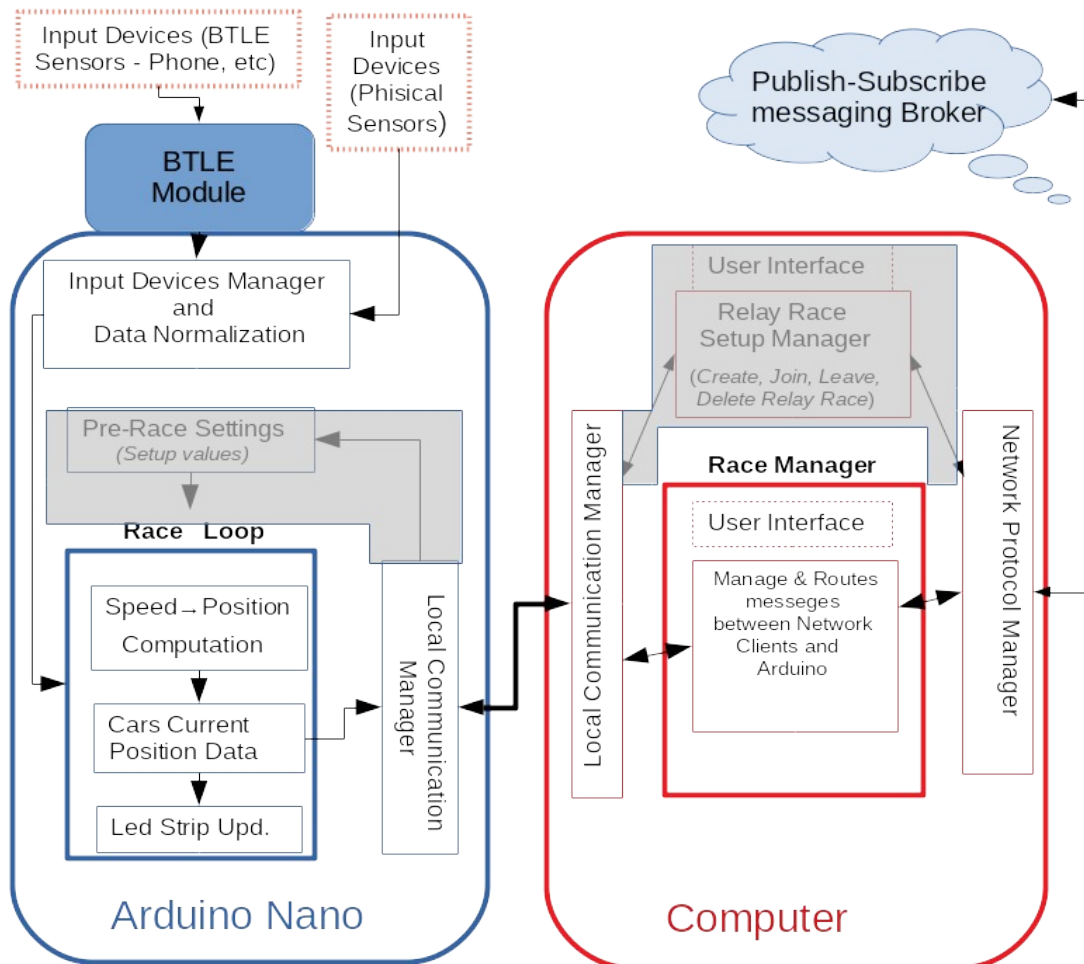 Input Devices (BTLE
Sensors - Phone, etc)
Input
Devices
(Phisical
Sensors)
Publish-Subscribe
messaging Broker
BTLE
Module
Input Devices Manager
and
Data Normalization
Pre-Race Settings
(Setup values)
Race Loop
Speed→Position
Computation
Cars Current
Position Data
Led Strip Upd.
Local Communication
Manager
Arduino Nano
User Interface
Relay Race
Setup Manager
(Create, Join, Leave,
Delete Relay Race)
Local Communication Manager
Race Manager
User Interface
Manage & Routes
messeges
between Network
Clients and
Arduino
Network Protocol Manager
Computer